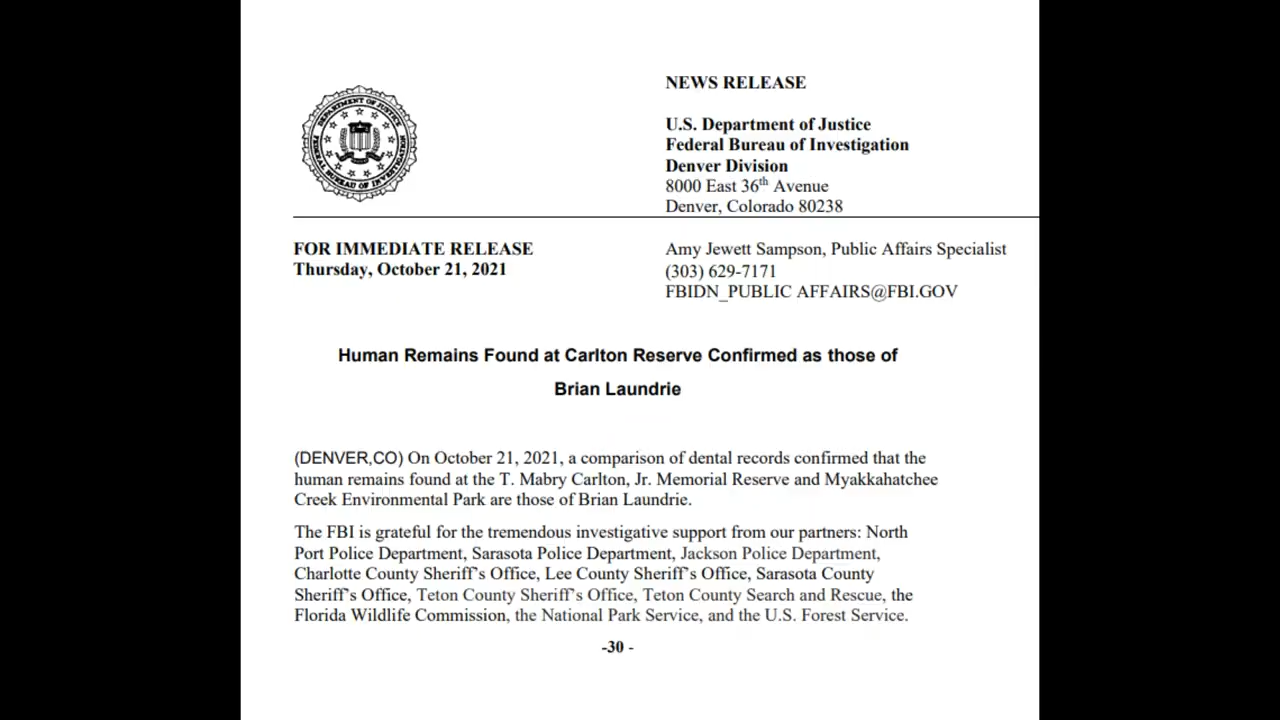 NEWS RELEASE
U.S. Department of Justice
Federal Bureau of Investigation
Denver Division
8000 East 36th Avenue
Denver, Colorado 80238
DEPARTMENT OF JUSTICE
FEDERAL BUREAU OF INVESTIGATION
FOR IMMEDIATE RELEASE
Thursday, October 21, 2021
Amy Jewett Sampson, Public Affairs Specialist
(303) 629-7171
FBIDN_PUBLIC AFFAIRS@FBI.GOV
Human Remains Found at Carlton Reserve Confirmed as those of
Brian Laundrie
(DENVER,CO) On October 21, 2021, a comparison of dental records confirmed that the
human remains found at the T. Mabry Carlton, Jr. Memorial Reserve and Myakkahatchee
Creek Environmental Park are those of Brian Laundrie.
The FBI is grateful for the tremendous investigative support from our partners: North
Port Police Department, Sarasota Police Department, Jackson Police Department,
Charlotte County Sheriff's Office, Lee County Sheriff's Office, Sarasota County
Sheriff's Office, Teton County Sheriff's Office, Teton County Search and Rescue, the
Florida Wildlife Commission, the National Park Service, and the U.S. Forest Service.
-30 -